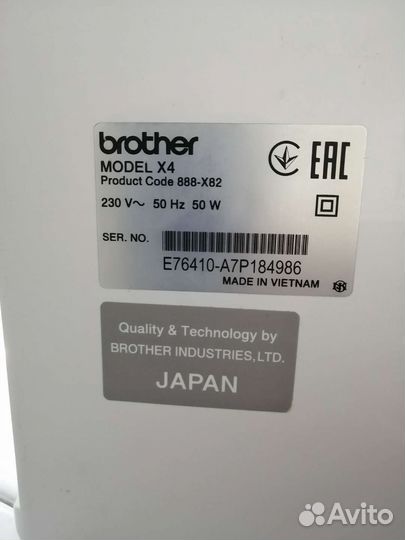 brother
MODEL X4
Product Code 888-X82
230 V~ 50 Hz 50 W
EAC
SER. NO.
E76410-A7P184986
MADE IN VIETNAM
Quality & Technology by
BROTHER INDUSTRIES,LTD.
JAPAN
Avito